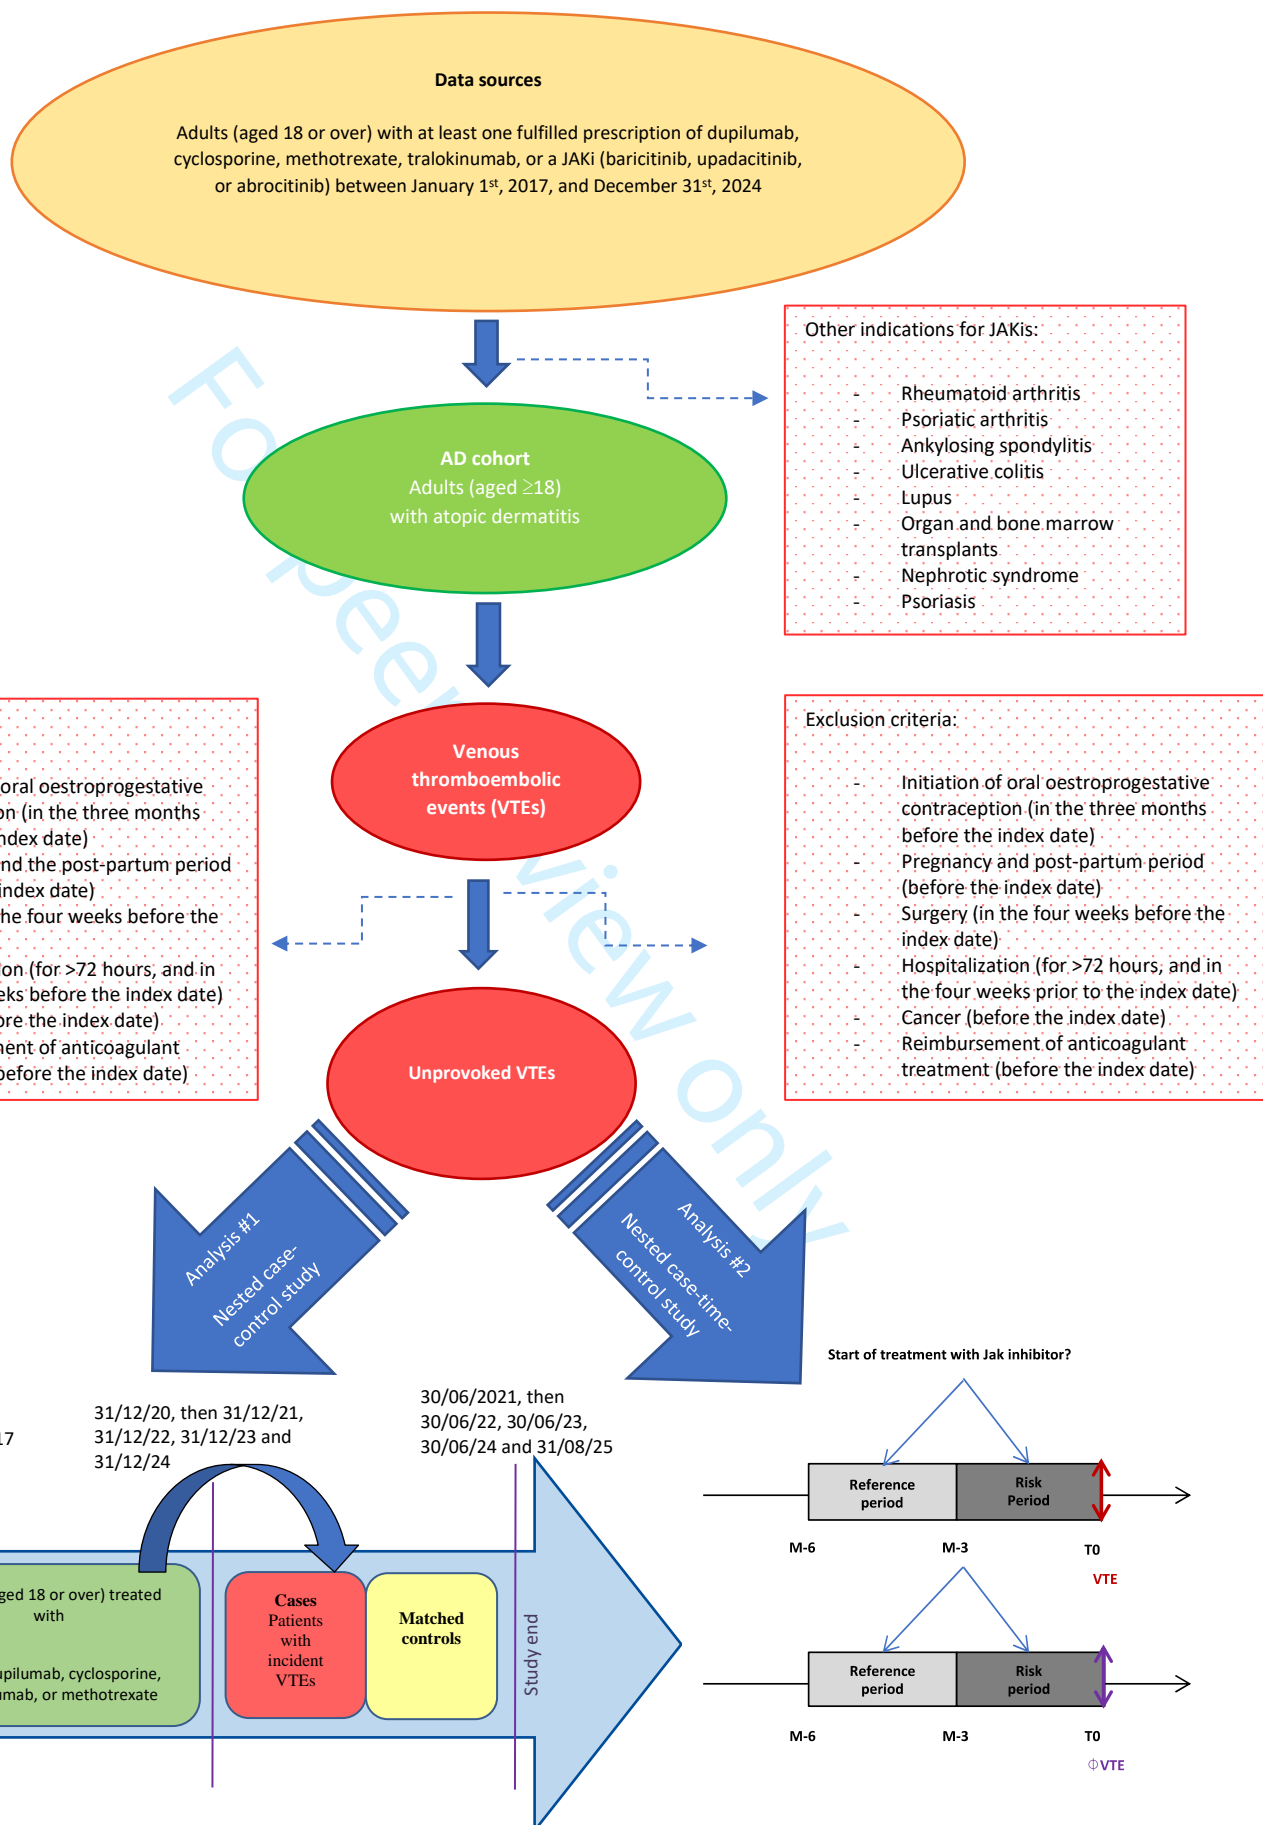 Data sources
Adults (aged 18 or over) with at least one fulfilled prescription of dupilumab,
cyclosporine, methotrexate, tralokinumab, or a JAKi (baricitinib, upadacitinib,
or abrocitinib) between January 1st, 2017, and December 31st, 2024
Other indications for JAKis:
- Rheumatoid arthritis
- Psoriatic arthritis
- Ankylosing spondylitis
- Ulcerative colitis
- Lupus
- Organ and bone marrow
transplants
- Nephrotic syndrome
- Psoriasis
AD cohort
Adults (aged ≥18)
with atopic dermatitis
Venous
thromboembolic
events (VTEs)
oral oestroprogestative
on (in the three months
ndex date)
nd the post-partum period
index date)
he four weeks before the
ion (for >72 hours, and in
eks before the index date)
ore the index date)
ment of anticoagulant
before the index date)
Exclusion criteria:
- Initiation of oral oestroprogestative
contraception (in the three months
before the index date)
- Pregnancy and post-partum period
(before the index date)
- Surgery (in the four weeks before the
index date)
- Hospitalization (for >72 hours, and in
the four weeks prior to the index date)
- Cancer (before the index date)
- Reimbursement of anticoagulant
treatment (before the index date)
Unprovoked VTEs
Analysis #1
Nested case-
control study
Analysis #2
Nested case-time-
control study
17
31/12/20, then 31/12/21,
31/12/22, 31/12/23 and
31/12/24
30/06/2021, then
30/06/22, 30/06/23,
30/06/24 and 31/08/25
ged 18 or over) treated
with
upilumab, cyclosporine,
umab, or methotrexate
Cases
Patients
with
incident
VTEs
Matched
controls
Study end
Start of treatment with Jak inhibitor?
Reference
period
Risk
Period
M-6 M-3 T0
VTE
Reference
period
Risk
period
M-6 M-3 T0
ΦVTE
For peer view only